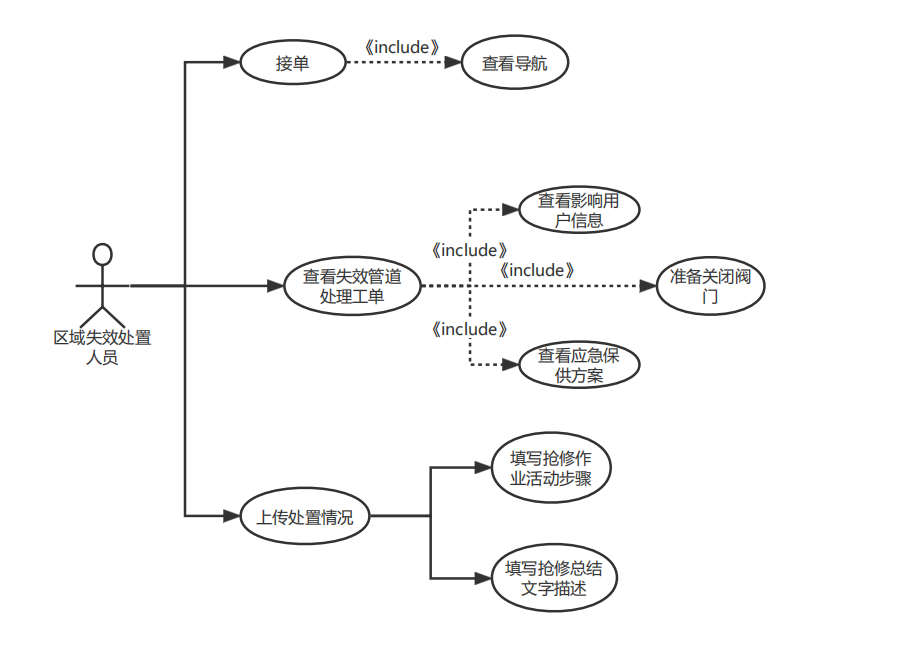 《include》
接单
查看导航
查看影响用
户信息
《include》
《include》
查看失效管道
处理工单
准备关闭阀
门
《include》
区域失效处置
人员
查看应急保
供方案
填写抢修作
业活动步骤
上传处置情况
填写抢修总结
文字描述